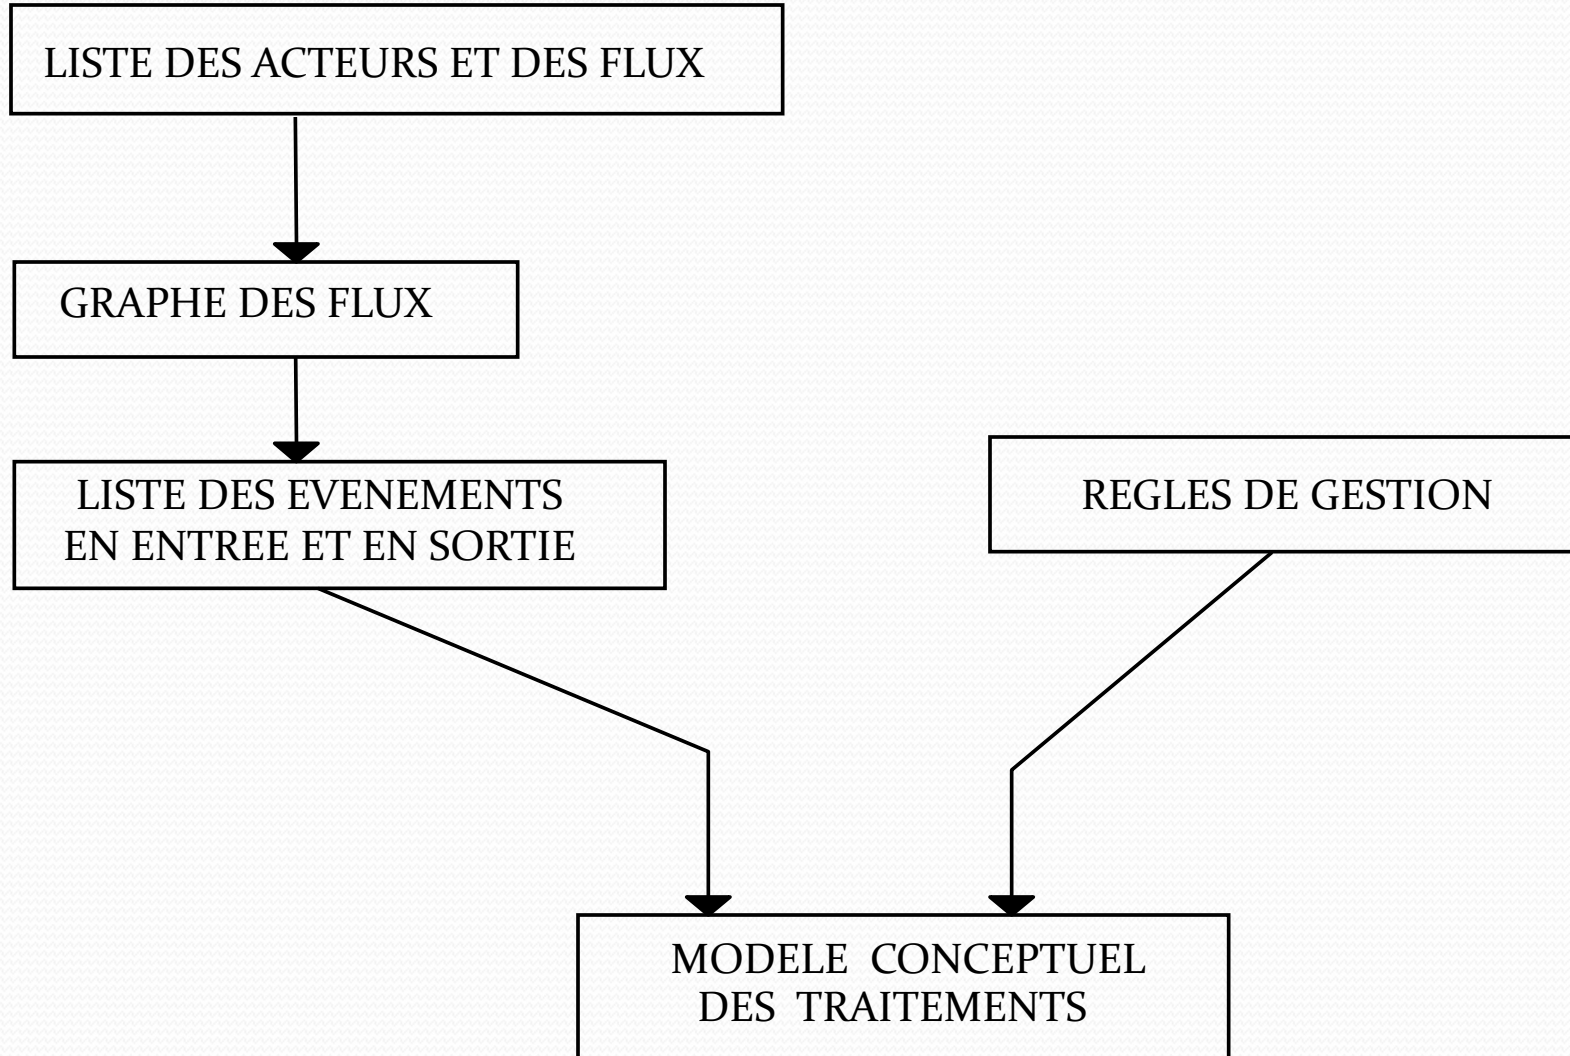 LISTE DES ACTEURS ET DES FLUX
GRAPHE DES FLUX
LISTE DES EVENEMENTS
EN ENTREE ET EN SORTIE
REGLES DE GESTION
MODELE CONCEPTUEL
DES TRAITEMENTS